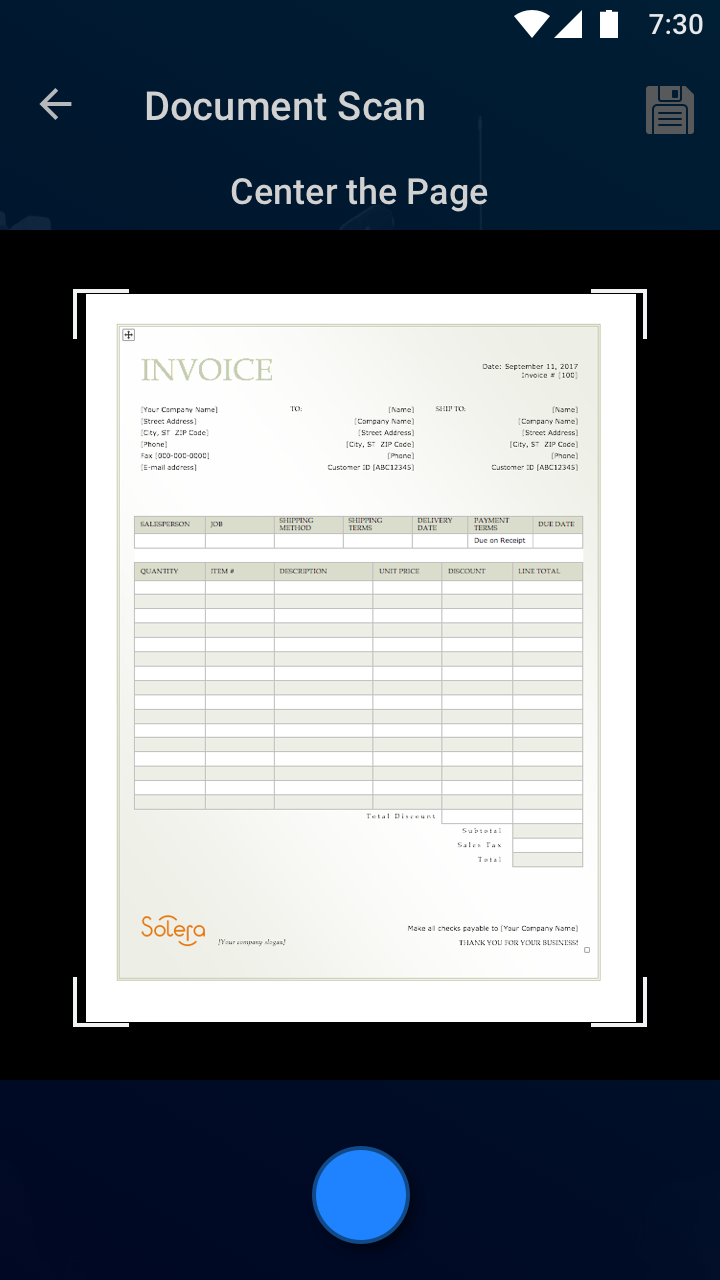 7:30
Document Scan
Center the Page
INVOICE
Date: September 11, 2017
Invoice # [100]
[Your Company Name]
[Street Address]
[City, ST  ZIP Code]
[Phone]
Fax [000-000-0000]
[E-mail address]
TO:
[Name]
[Company Name]
[Street Address]
[City, ST  ZIP Code]
[Phone]
Customer ID [ABC12345]
SHIP TO:
[Name]
[Company Name]
[Street Address]
[City, ST  ZIP Code]
[Phone]
Customer ID [ABC12345]
SALESPERSON JOB SHIPPING METHOD SHIPPING TERMS DELIVERY DATE PAYMENT TERMS DUE DATE
Due on Receipt
QUANTITY ITEM # DESCRIPTION UNIT PRICE DISCOUNT LINE TOTAL
Total Discount
Subtotal
Sales Tax
Total
Solera
[Your company slogan]
Make all checks payable to [Your Company Name]
THANK YOU FOR YOUR BUSINESS!